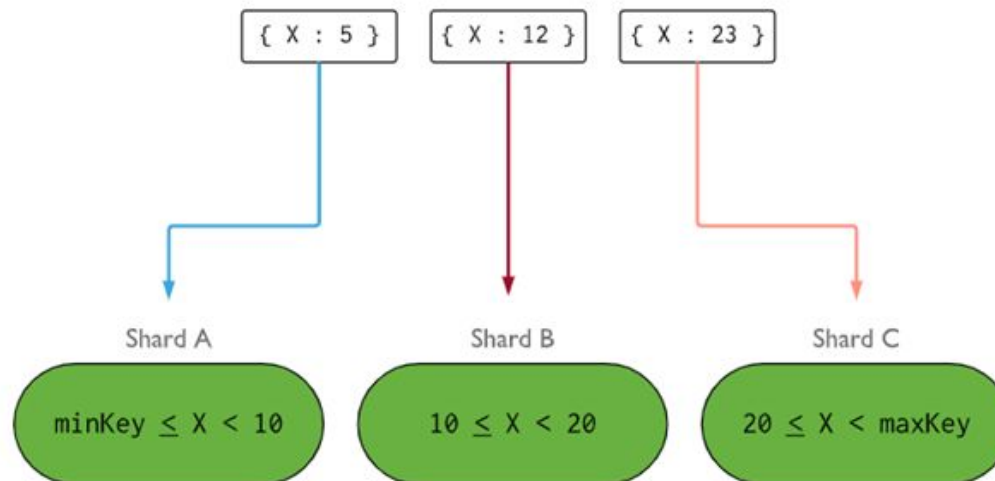 { X : 5 }
{ X : 12 }
{ X : 23 }
Shard A
Shard B
Shard C
minKey ≤ X < 10
10 ≤ X < 20
20 ≤ X < maxKey